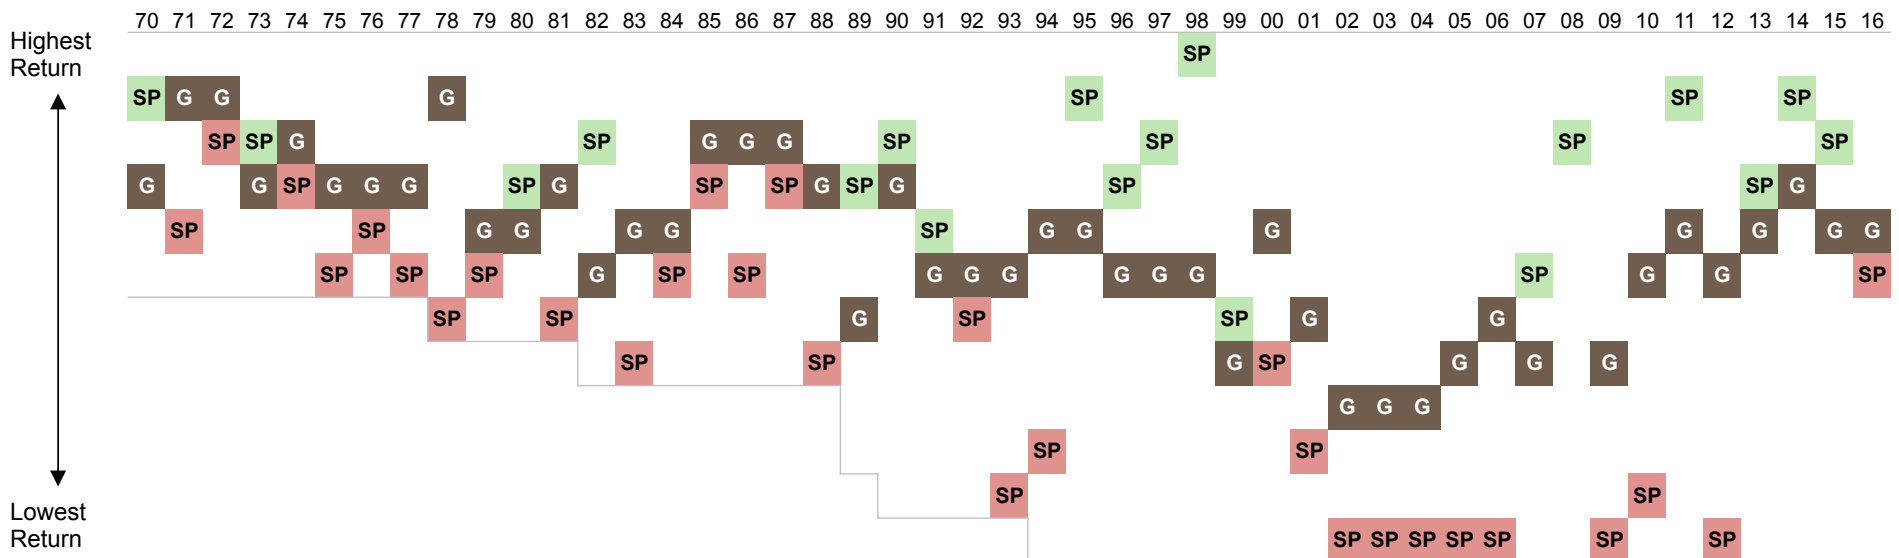 70 71 72 73 74 75 76 77 78 79 80 81 82 83 84 85 86 87 88 89 90 91 92 93 94 95 96 97 98 99 00 01 02 03 04 05 06 07 08 09 10 11 12 13 14 15 16
Highest
Return
SP
SP G G G SP SP SP
SP SP G SP G G G SP SP SP SP
G G SP G G G SP G SP SP G SP G SP SP G
SP SP G G G G SP G G G G G G G
SP SP SP G SP SP G G G G G G SP G G SP
SP SP G SP SP G G
SP SP G SP G G G
G G G
SP SP
SP SP
Lowest
Return
SP SP SP SP SP SP SP